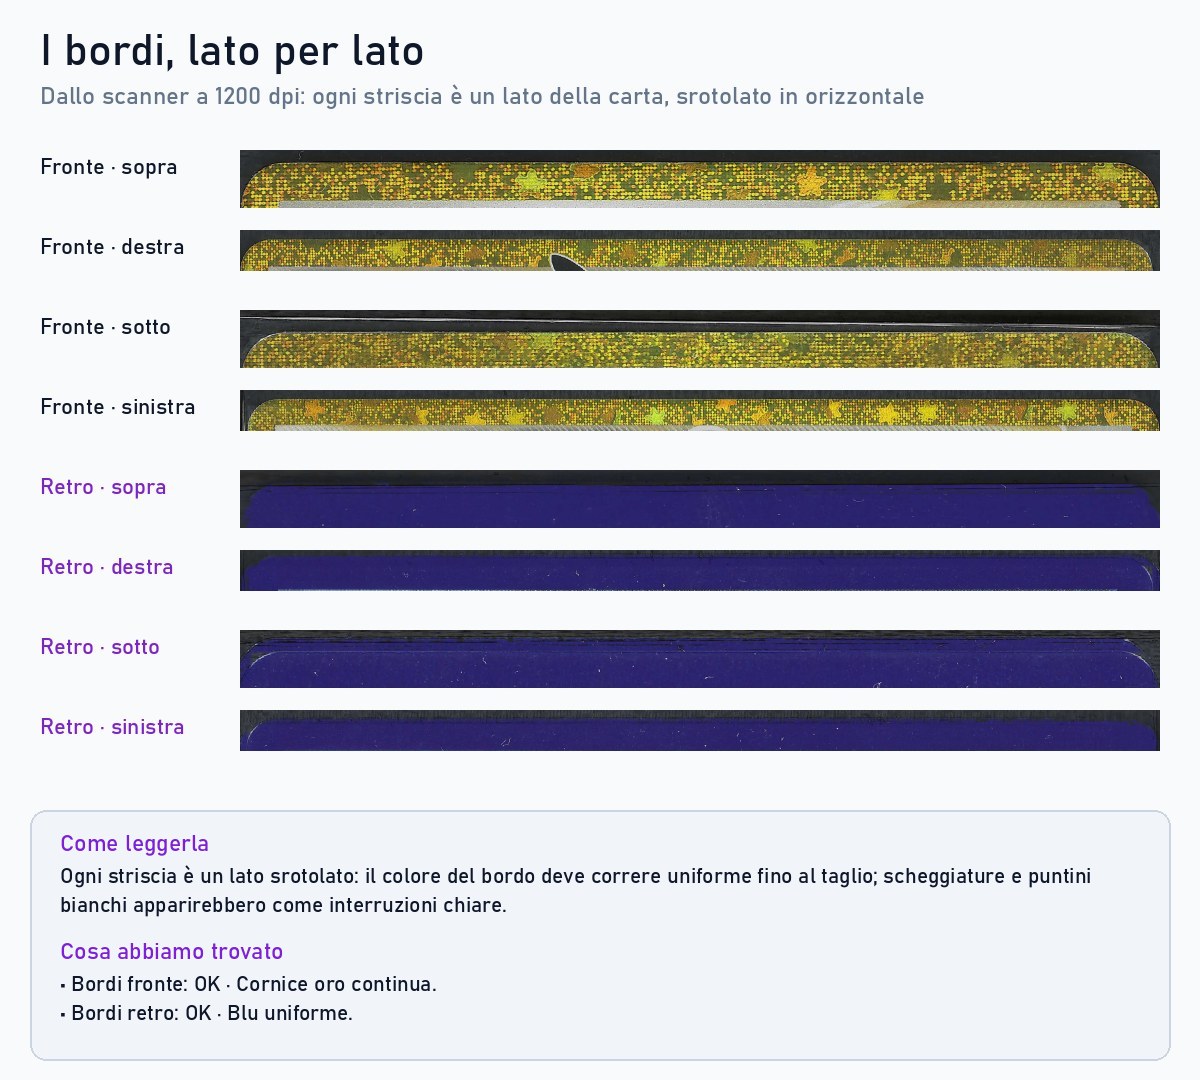 I bordi, lato per lato
Dallo scanner a 1200 dpi: ogni striscia è un lato della carta, srotolato in orizzontale
Fronte · sopra
Fronte · destra
Fronte · sotto
Fronte · sinistra
Retro · sopra
Retro · destra
Retro · sotto
Retro · sinistra
Come leggerla
Ogni striscia è un lato srotolato: il colore del bordo deve correre uniforme fino al taglio; scheggiature e puntini
bianchi apparirebbero come interruzioni chiare.
Cosa abbiamo trovato
• Bordi fronte: OK · Cornice oro continua.
• Bordi retro: OK · Blu uniforme.